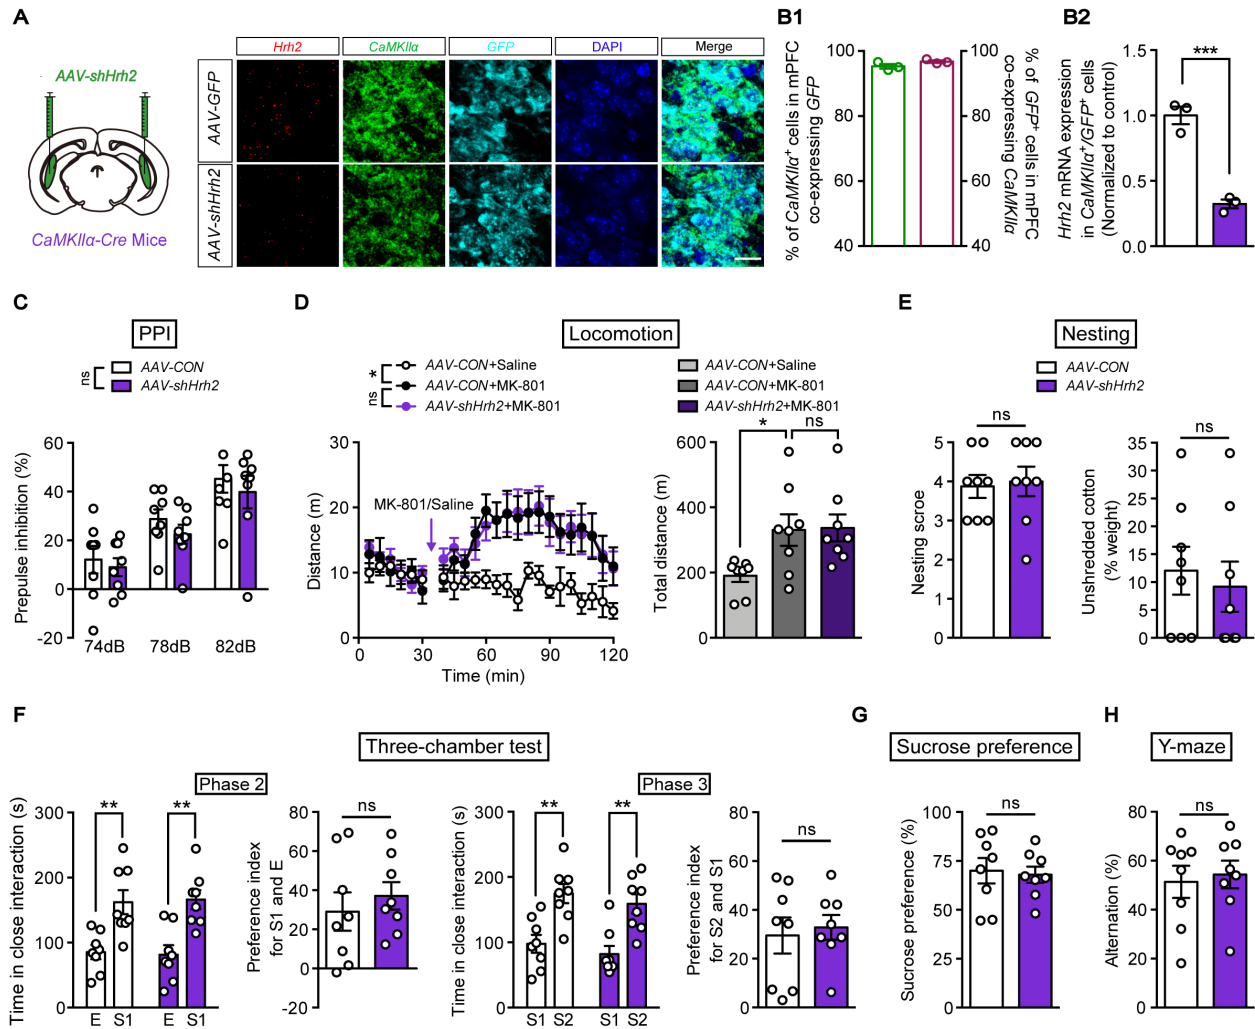 A
AAV-shHrh2
CaMKIIα-Cre Mice
Hrh2
CaMKIIα
GFP
DAPI
Merge
AAV-GFP
AAV-shHrh2
B1
% of CaMKIIα+ cells in mPFC
co-expressing GFP
100
80
60
40
100
80
60
40
% of GFP+ cells in mPFC
co-expressing CaMKIIα
B2
Hrh2 mRNA expression
in CaMKIIα+/GFP+ cells
(Normalized to control)
1.5
1.0
0.5
0.0
***
C
PPI
ns
AAV-CON
AAV-shHrh2
Prepulse inhibition (%)
60
40
20
0
-20
74dB
78dB
82dB
D
Locomotion
*
ns
AAV-CON+Saline
AAV-CON+MK-801
AAV-shHrh2+MK-801
Distance (m)
30
20
10
0
MK-801/Saline
0
30
60
90
120
Time (min)
AAV-CON+Saline
AAV-CON+MK-801
AAV-shHrh2+MK-801
Total distance (m)
600
400
200
0
*
ns
E
Nesting
AAV-CON
AAV-shHrh2
Nesting scroe
5
4
3
2
1
0
ns
Unshredded cotton
(% weight)
35
30
25
20
15
10
5
0
ns
F
Three-chamber test
Phase 2
Time in close interaction (s)
300
200
100
0
**
**
E
S1
E
S1
Preference index
for S1 and E
80
60
40
20
0
-20
ns
Phase 3
Time in close interaction (s)
300
200
100
0
**
**
S1
S2
S1
S2
Preference index
for S2 and S1
80
60
40
20
0
ns
G
Sucrose preference
Sucrose preference (%)
100
75
50
25
0
ns
H
Y-maze
Alternation (%)
80
60
40
20
0
ns